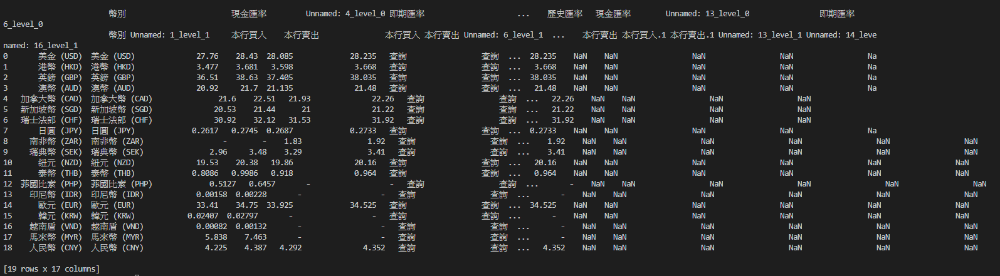 幣別 現金匯率 Unnamed: 4_level_0 即期匯率 ... 歷史匯率 現金匯率 Unnamed: 13_level_0 即期匯率
6_level_0
幣別 Unnamed: 1_level_1 本行買入 本行賣出 本行買入 本行賣出 Unnamed: 6_level_1 ... 本行賣出 本行買入.1 本行賣出.1 Unnamed: 13_level_1 Unnamed: 14_leve
named: 16_level_1
0 美金 (USD) 美金 (USD) 27.76 28.43 28.085 28.235 查詢 查詢 ... 28.235 NaN NaN NaN NaN Na
1 港幣 (HKD) 港幣 (HKD) 3.477 3.681 3.598 3.668 查詢 查詢 ... 3.668 NaN NaN NaN NaN Na
2 英鎊 (GBP) 英鎊 (GBP) 36.51 38.63 37.405 38.035 查詢 查詢 ... 38.035 NaN NaN NaN NaN Na
3 澳幣 (AUD) 澳幣 (AUD) 20.92 21.7 21.135 21.48 查詢 查詢 ... 21.48 NaN NaN NaN NaN Na
4 加拿大幣 (CAD) 加拿大幣 (CAD) 21.6 22.51 21.93 22.26 查詢 查詢 ... 22.26 NaN NaN NaN NaN
5 新加坡幣 (SGD) 新加坡幣 (SGD) 20.53 21.44 21 21.22 查詢 查詢 ... 21.22 NaN NaN NaN NaN
6 瑞士法郎 (CHF) 瑞士法郎 (CHF) 30.92 32.12 31.53 31.92 查詢 查詢 ... 31.92 NaN NaN NaN NaN
7 日圓 (JPY) 日圓 (JPY) 0.2617 0.2745 0.2687 0.2733 查詢 查詢 ... 0.2733 NaN NaN NaN NaN Na
8 南非幣 (ZAR) 南非幣 (ZAR) - - 1.83 1.92 查詢 查詢 ... 1.92 NaN NaN NaN NaN NaN NaN
9 瑞典幣 (SEK) 瑞典幣 (SEK) 2.96 3.48 3.29 3.41 查詢 查詢 ... 3.41 NaN NaN NaN NaN NaN NaN
10 紐元 (NZD) 紐元 (NZD) 19.53 20.38 19.86 20.16 查詢 查詢 ... 20.16 NaN NaN NaN NaN NaN NaN
11 泰幣 (THB) 泰幣 (THB) 0.8086 0.9986 0.918 0.964 查詢 查詢 ... 0.964 NaN NaN NaN NaN NaN NaN
12 菲國比索 (PHP) 菲國比索 (PHP) 0.5127 0.6457 - - 查詢 查詢 ... - NaN NaN NaN NaN NaN NaN
13 印尼幣 (IDR) 印尼幣 (IDR) 0.00158 0.00228 - - 查詢 查詢 ... - NaN NaN NaN NaN NaN NaN
14 歐元 (EUR) 歐元 (EUR) 33.41 34.75 33.925 34.525 查詢 查詢 ... 34.525 NaN NaN NaN NaN NaN NaN
15 韓元 (KRW) 韓元 (KRW) 0.02407 0.02797 - - 查詢 查詢 ... - NaN NaN NaN NaN NaN NaN
16 越南盾 (VND) 越南盾 (VND) 0.00082 0.00132 - - 查詢 查詢 ... - NaN NaN NaN NaN NaN NaN
17 馬來幣 (MYR) 馬來幣 (MYR) 5.838 7.463 - - 查詢 查詢 ... - NaN NaN NaN NaN NaN NaN
18 人民幣 (CNY) 人民幣 (CNY) 4.225 4.387 4.292 4.352 查詢 查詢 ... 4.352 NaN NaN NaN NaN NaN NaN
[19 rows x 17 columns]